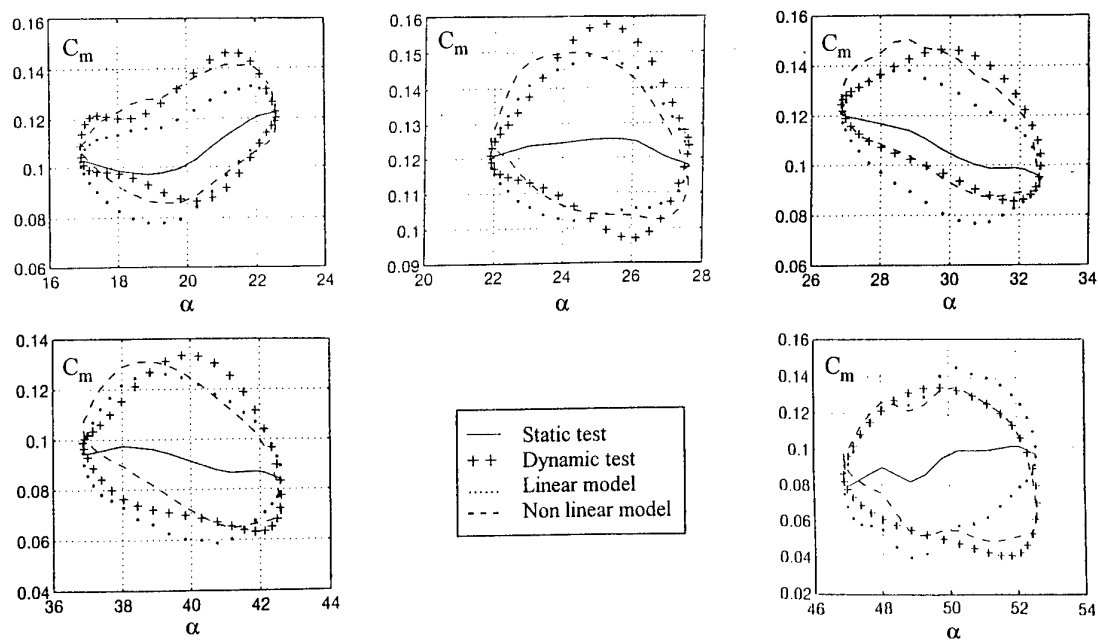 0.16
C_m
0.14
0.12
0.1
0.08
0.06
16 18 20 22 24
α
0.16
C_m
0.15
0.14
0.13
0.12
0.11
0.1
0.09
20 22 24 26 28
α
0.16
C_m
0.14
0.12
0.1
0.08
0.06
26 28 30 32 34
α
0.14
C_m
0.12
0.1
0.08
0.06
0.04
36 38 40 42 44
α
Static test
Dynamic test
Linear model
Non linear model
0.16
C_m
0.14
0.12
0.1
0.08
0.06
0.04
0.02
46 48 50 52 54
α